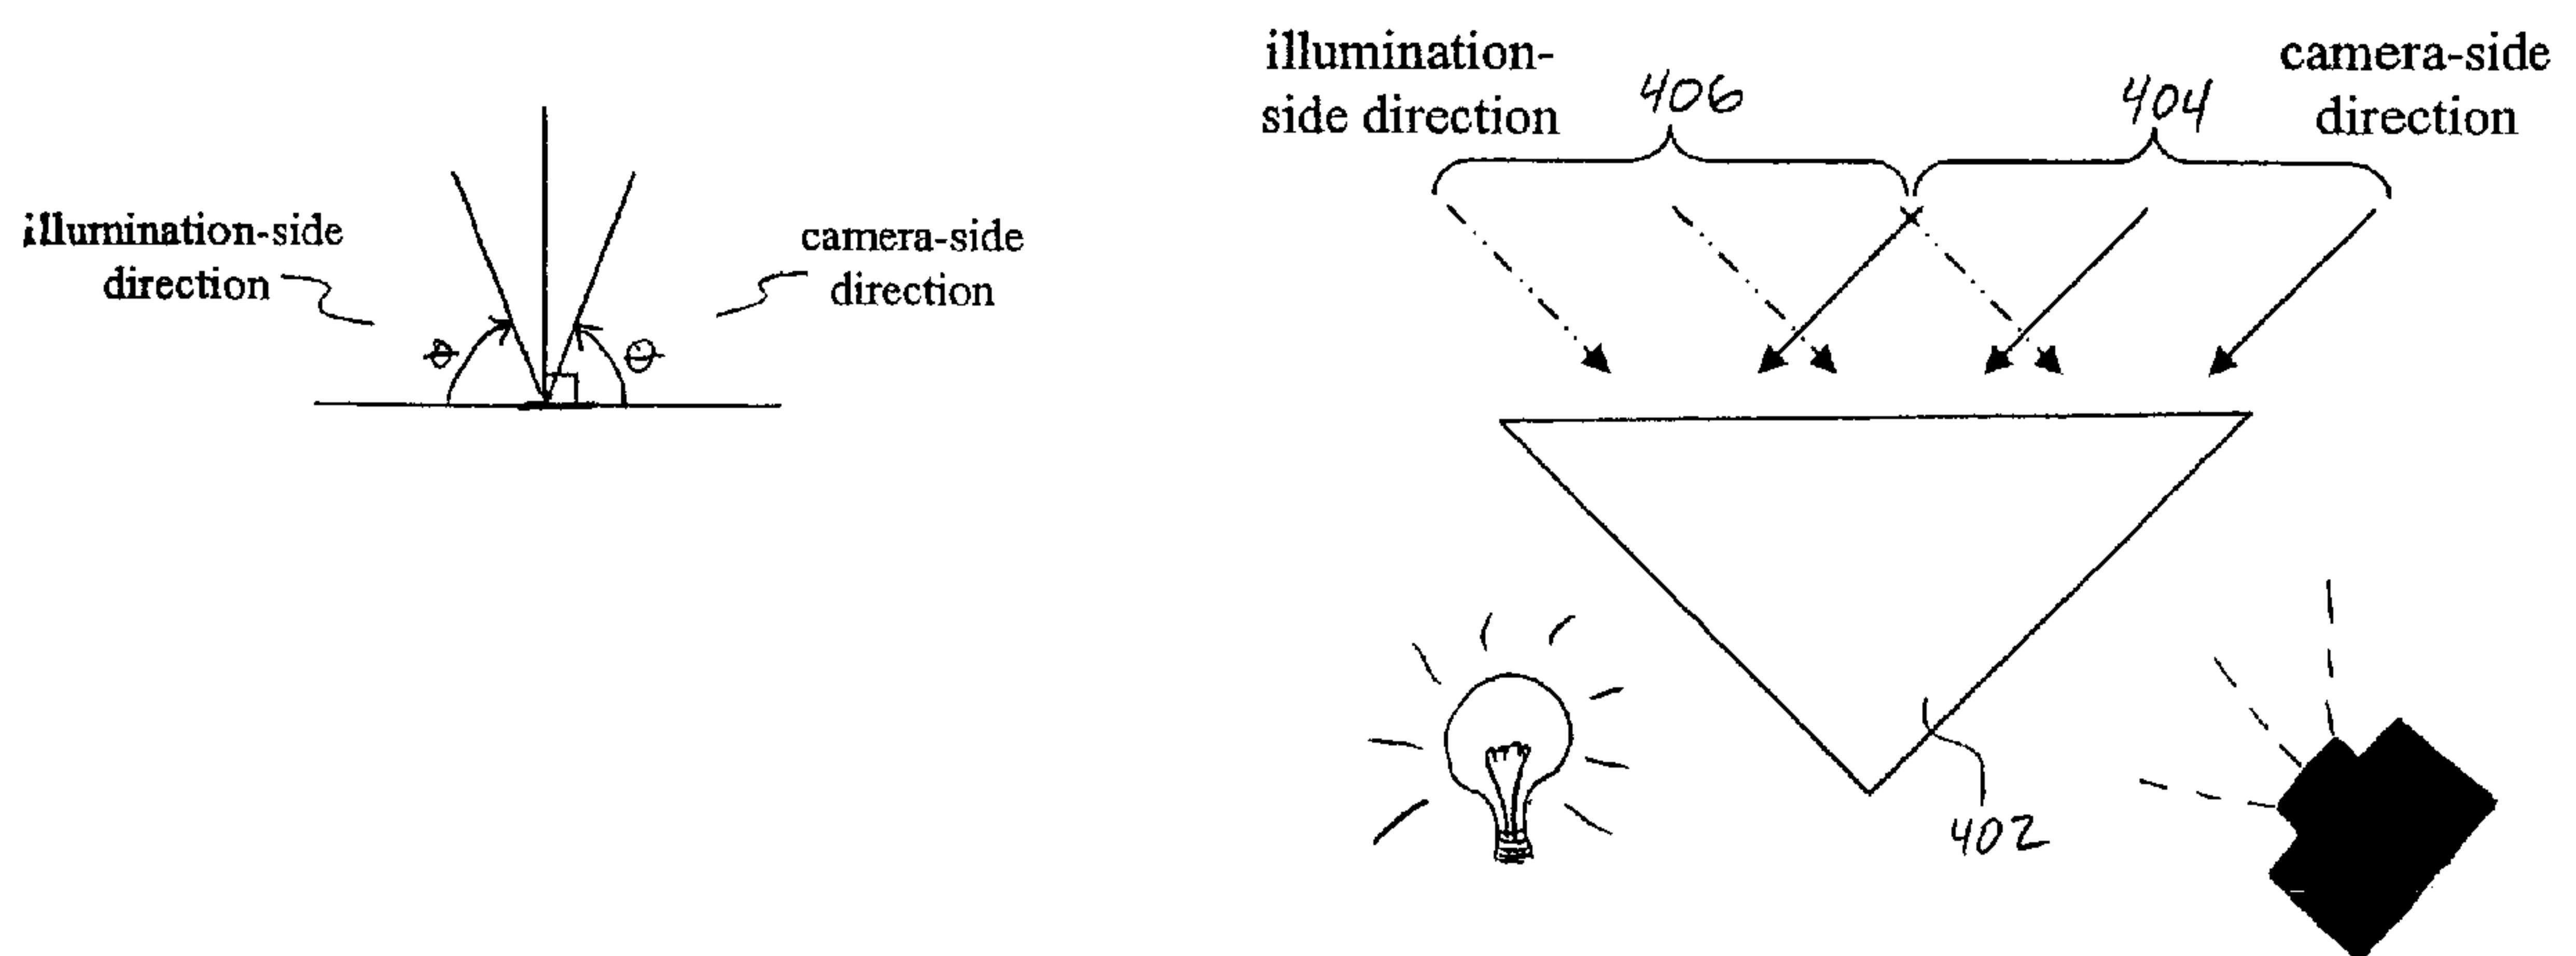 illumination-side
direction
camera-side
direction
Φ
Θ
illumination-
side direction
406
404
camera-side
direction
402